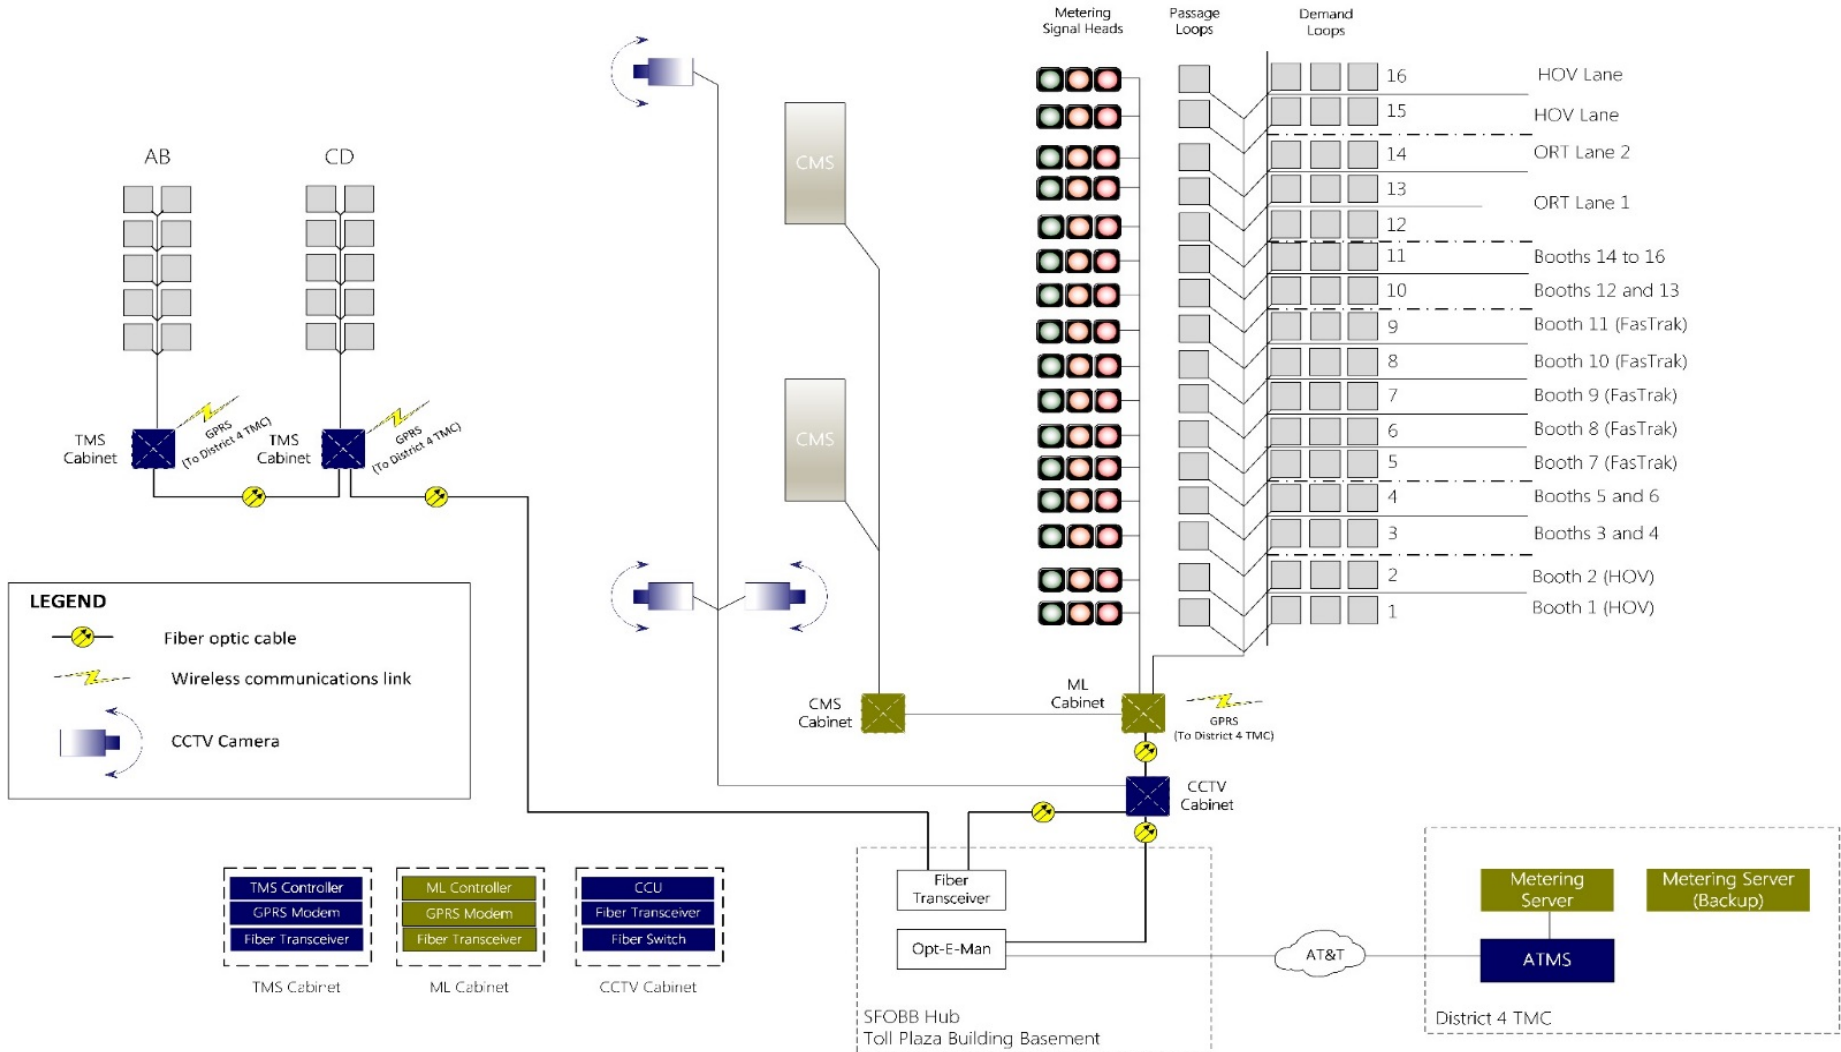 Metering
Signal Heads
Passage
Loops
Demand
Loops
16 HOV Lane
15 HOV Lane
14 ORT Lane 2
13
ORT Lane 1
12
11 Booths 14 to 16
10 Booths 12 and 13
9 Booth 11 (FasTrak)
8 Booth 10 (FasTrak)
7 Booth 9 (FasTrak)
6 Booth 8 (FasTrak)
5 Booth 7 (FasTrak)
4 Booths 5 and 6
3 Booths 3 and 4
2 Booth 2 (HOV)
1 Booth 1 (HOV)
AB
CD
CMS
CMS
TMS
Cabinet
GPRS
(To District 4 TMC)
TMS
Cabinet
GPRS
(To District 4 TMC)
LEGEND
Fiber optic cable
Wireless communications link
CCTV Camera
CMS
Cabinet
ML
Cabinet
GPRS
(To District 4 TMC)
CCTV
Cabinet
TMS Controller
GPRS Modem
Fiber Transceiver
TMS Cabinet
ML Controller
GPRS Modem
Fiber Transceiver
ML Cabinet
CCU
Fiber Transceiver
Fiber Switch
CCTV Cabinet
Fiber
Transceiver
Opt-E-Man
SFOBB Hub
Toll Plaza Building Basement
AT&T
Metering
Server
Metering Server
(Backup)
ATMS
District 4 TMC